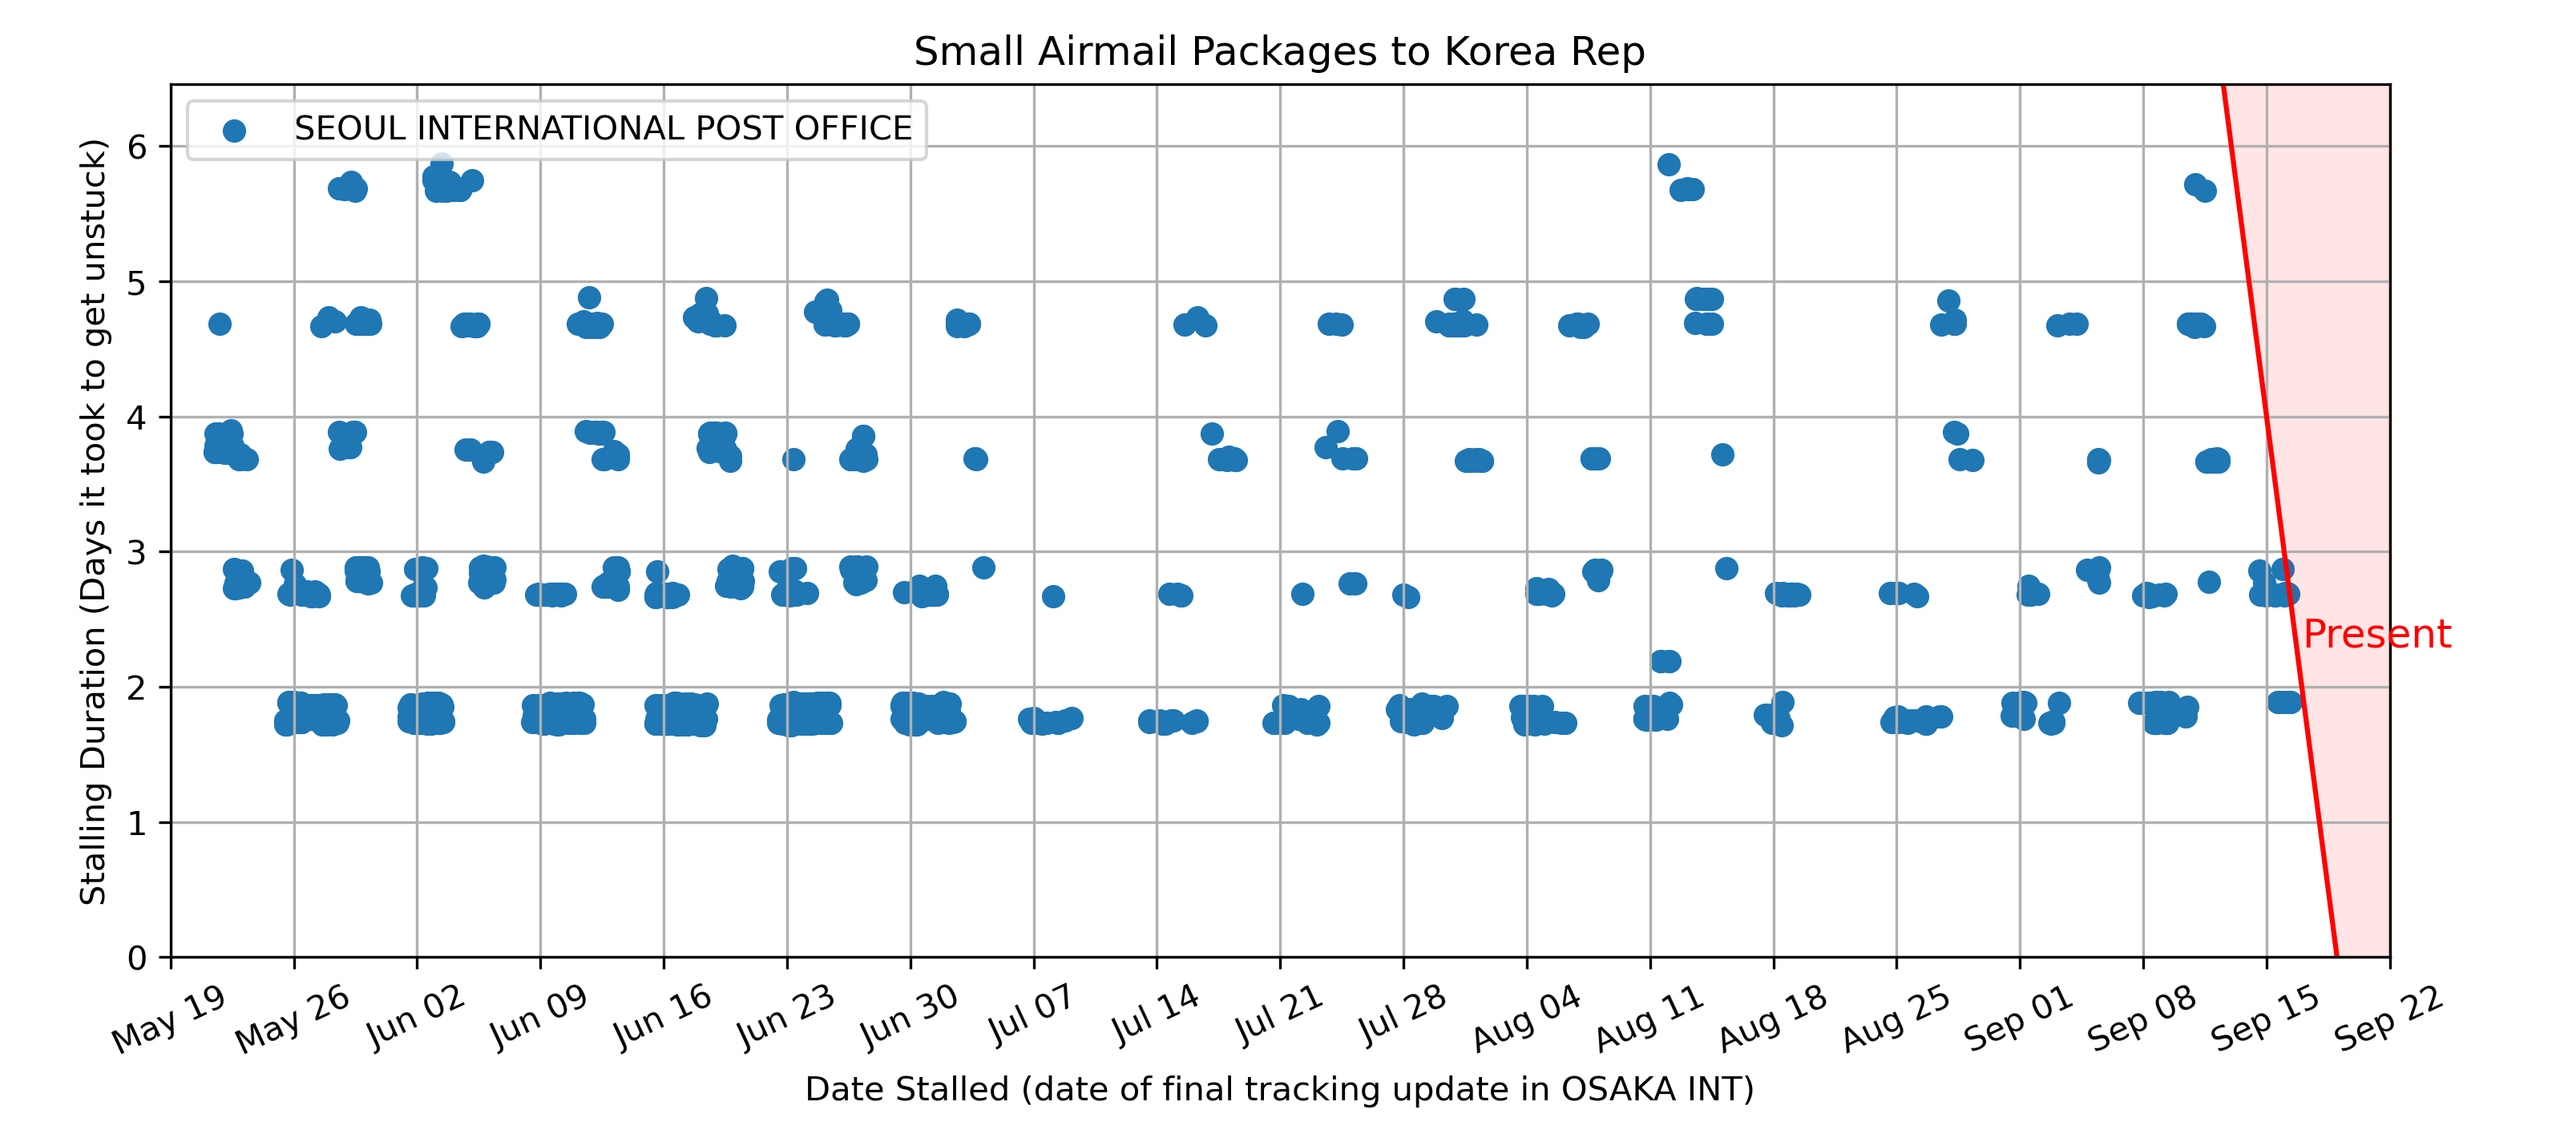 Small Airmail Packages to Korea Rep
SEOUL INTERNATIONAL POST OFFICE
Stalling Duration (Days it took to get unstuck)
6
5
4
3
2
1
0
Present
May 19
May 26
Jun 02
Jun 09
Jun 16
Jun 23
Jun 30
Jul 07
Jul 14
Jul 21
Jul 28
Aug 04
Aug 11
Aug 18
Aug 25
Sep 01
Sep 08
Sep 15
Sep 22
Date Stalled (date of final tracking update in OSAKA INT)